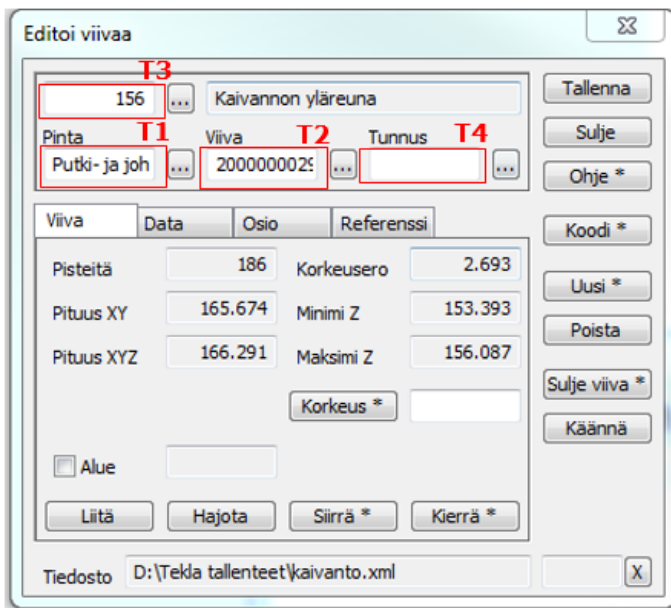 Editoi viivaa
T3
156 ... Kaivannon yläreuna
Pinta T1 Viiva T2 Tunnus T4
Putki- ja joh ... 2000000029 ... ...
Viiva Data Osio Referenssi
Pisteitä 186 Korkeusero 2.693
Pituus XY 165.674 Minimi Z 153.393
Pituus XYZ 166.291 Maksimi Z 156.087
Korkeus *
Alue
Liitä Hajota Siirrä * Kierrä *
Tiedosto D:\Tekla tallenteet\kaivanto.xml X
Tallenna
Sulje
Ohje *
Koodi *
Uusi *
Poista
Sulje viiva *
Käännä